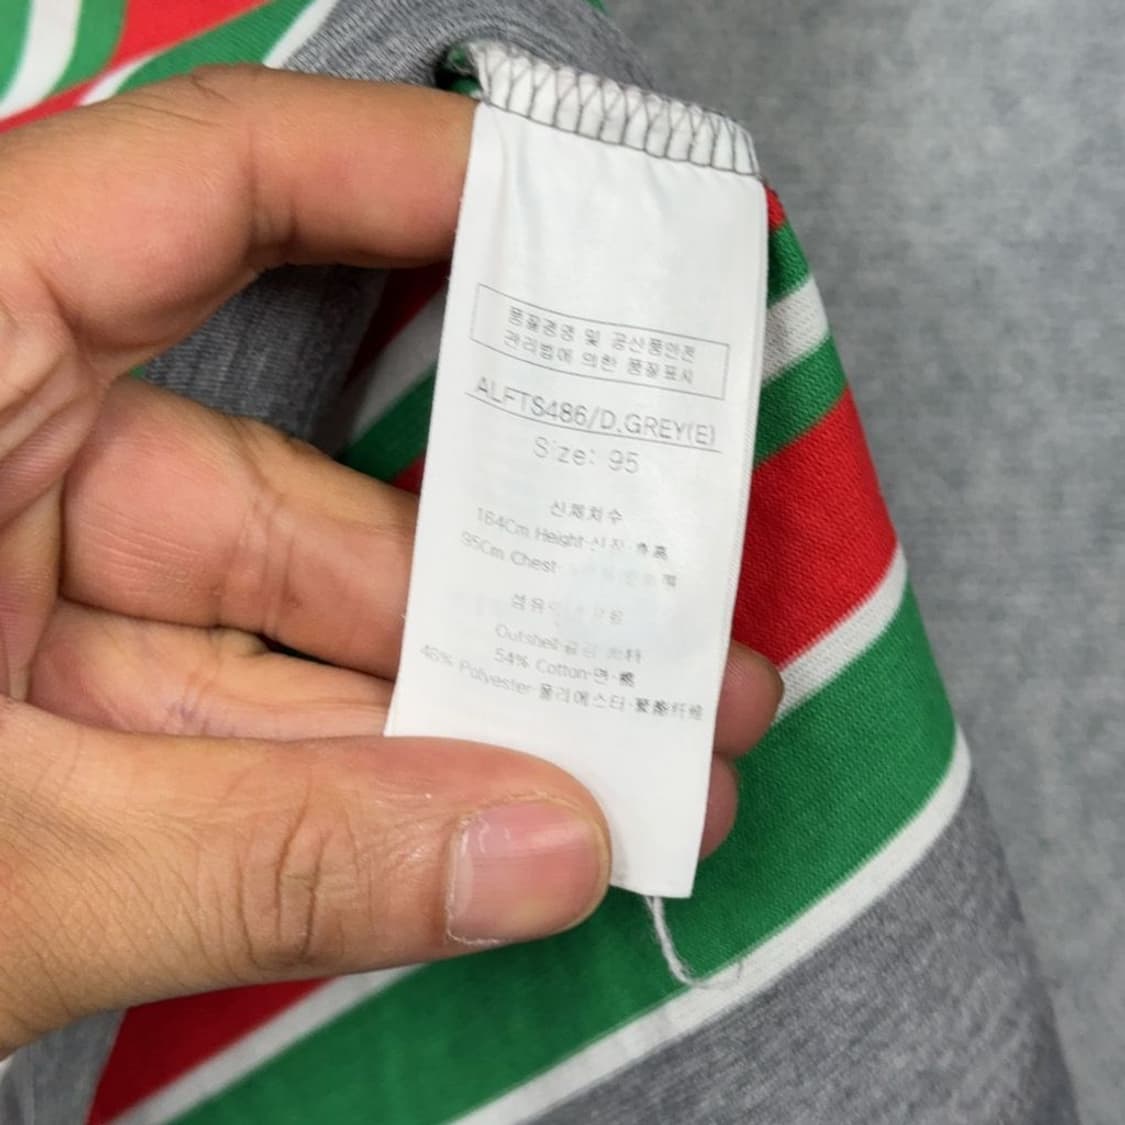 품질경영 및 공산품안전
관리법에 의한 품질표시
ALFTS486/D.GREY(E)
Size: 95
신체치수
164Cm Height·신장·身高
95Cm Chest·
섬유
Outshell·겉감·面料
54% Cotton·면·棉
46% Polyester·폴리에스터·聚酯纤维